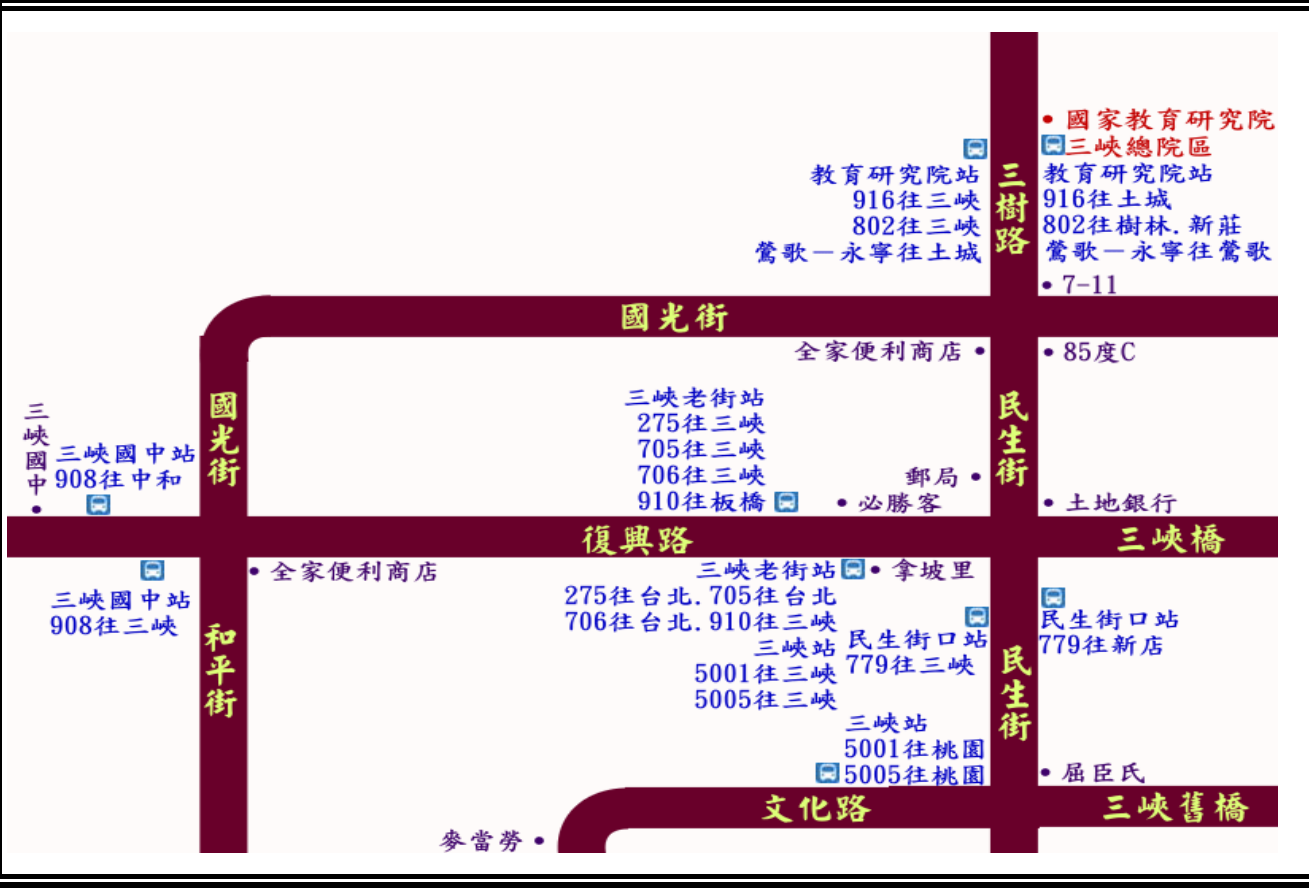 • 國家教育研究院
三峽總院區
教育研究院站
916往三峽
802往三峽
鶯歌－永寧往土城
三樹路
教育研究院站
916往土城
802往樹林.新莊
鶯歌－永寧往鶯歌
• 7-11
國光街
全家便利商店 •
• 85度C
國光街
三峽國中 •
三峽國中站
908往中和
三峽老街站
275往三峽
705往三峽
706往三峽
910往板橋
民生街
郵局 •
• 必勝客
• 土地銀行
復興路
三峽橋
三峽國中站
908往三峽
• 全家便利商店
和平街
三峽老街站
275往台北.705往台北
706往台北.910往三峽
三峽站
5001往三峽
5005往三峽
• 拿坡里
民生街口站
779往三峽
民生街口站
779往新店
民生街
三峽站
5001往桃園
5005往桃園
• 屈臣氏
文化路
三峽舊橋
麥當勞 •